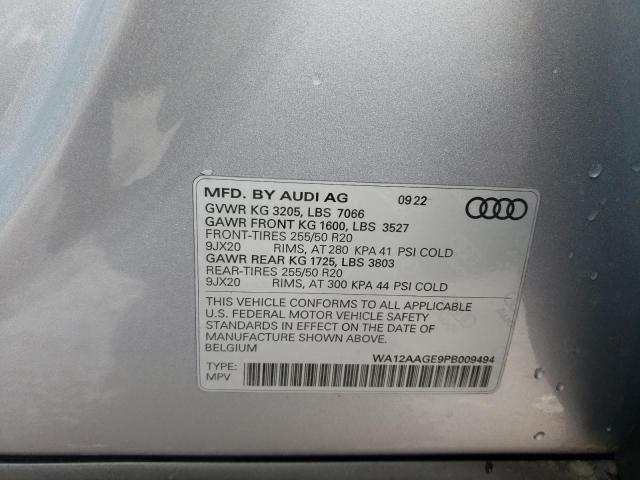 MFD. BY AUDI AG 09 22
GVWR KG 3205, LBS 7066
GAWR FRONT KG 1600, LBS 3527
FRONT-TIRES 255/50 R20
9JX20 RIMS, AT 280 KPA 41 PSI COLD
GAWR REAR KG 1725, LBS 3803
REAR-TIRES 255/50 R20
9JX20 RIMS, AT 300 KPA 44 PSI COLD
THIS VEHICLE CONFORMS TO ALL APPLICABLE
U.S. FEDERAL MOTOR VEHICLE SAFETY
STANDARDS IN EFFECT ON THE DATE OF
MANUFACTURE SHOWN ABOVE.
BELGIUM
WA12AAGE9PB009494
TYPE:
MPV